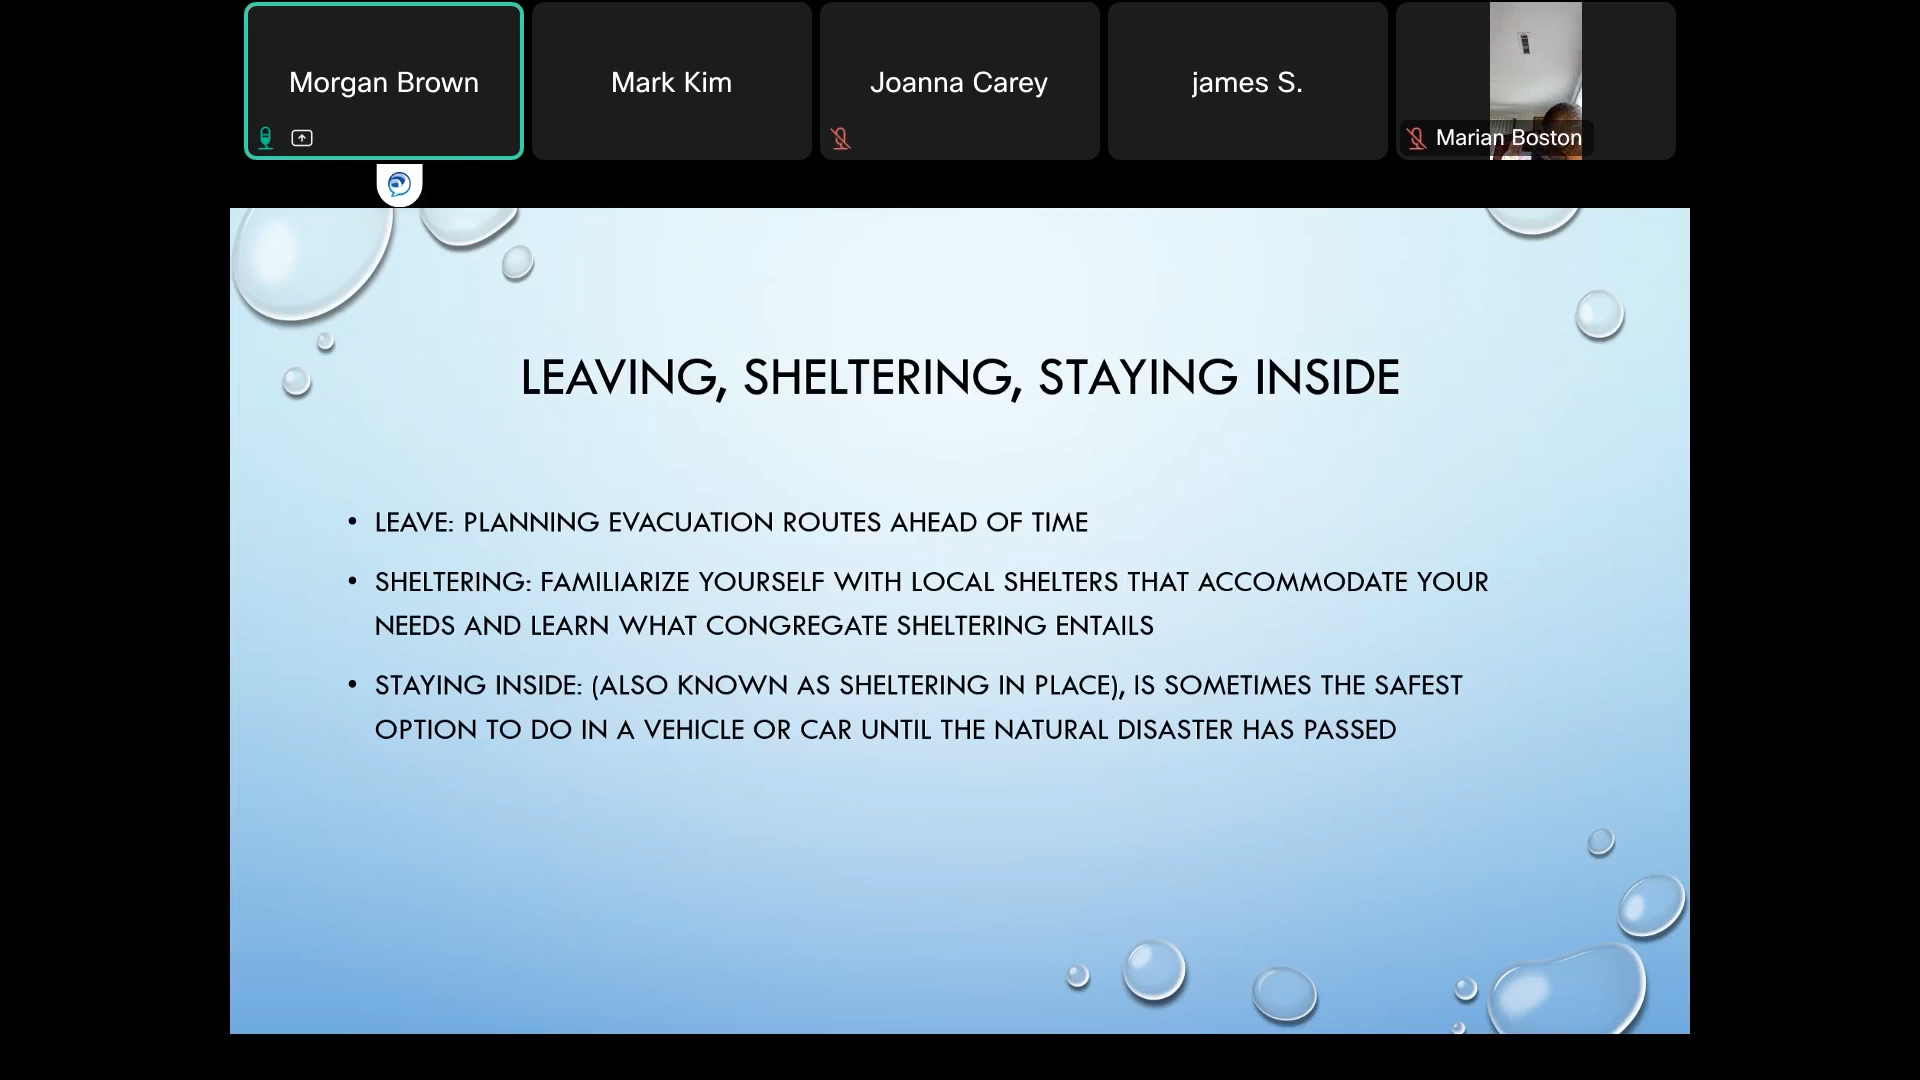 Morgan Brown
Mark Kim
Joanna Carey
james S.
Marian Boston
LEAVING, SHELTERING, STAYING INSIDE
• LEAVE: PLANNING EVACUATION ROUTES AHEAD OF TIME
• SHELTERING: FAMILIARIZE YOURSELF WITH LOCAL SHELTERS THAT ACCOMMODATE YOUR
NEEDS AND LEARN WHAT CONGREGATE SHELTERING ENTAILS
• STAYING INSIDE: (ALSO KNOWN AS SHELTERING IN PLACE), IS SOMETIMES THE SAFEST
OPTION TO DO IN A VEHICLE OR CAR UNTIL THE NATURAL DISASTER HAS PASSED